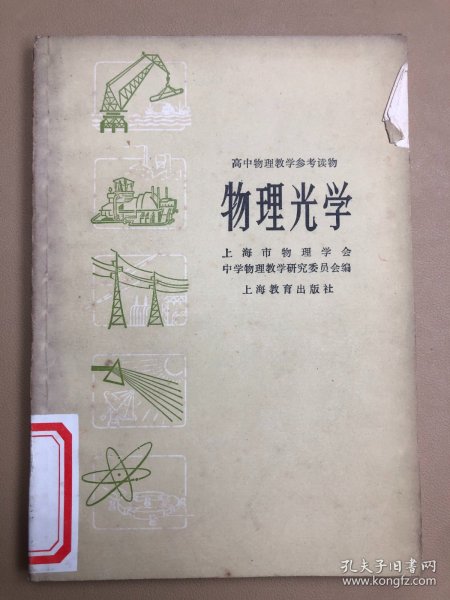 高中物理教学参考读物
物理光学
上海市物理学会
中学物理教学研究委员会编
上海教育出版社
孔夫子旧书网
www.kongfz.com